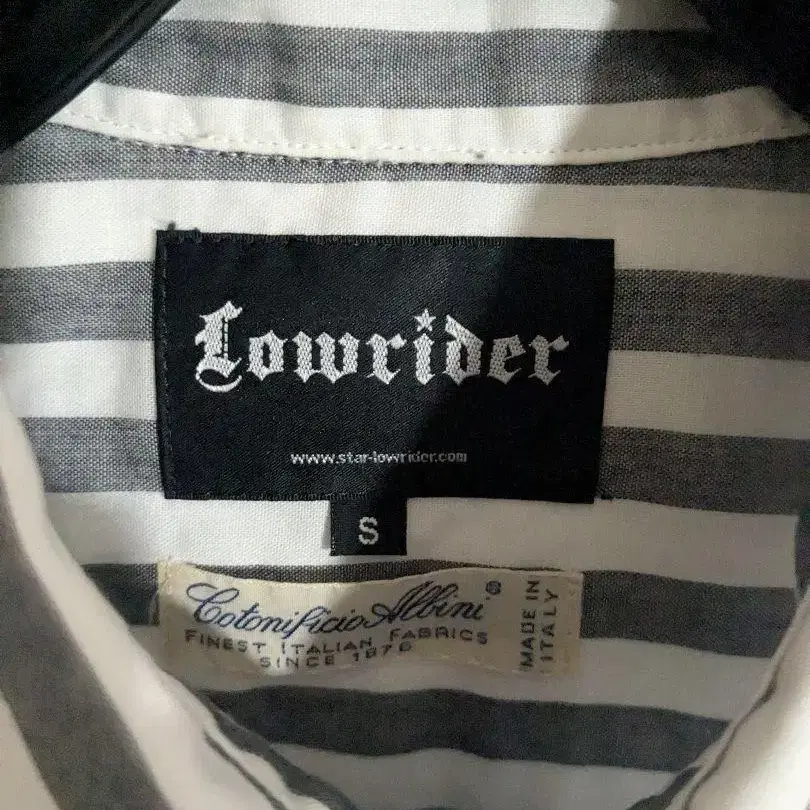 Lowrider
www.star-lowrider.com
S
Cotonificio Albini®
FINEST ITALIAN FABRICS
SINCE 1876
MADE IN
ITALY